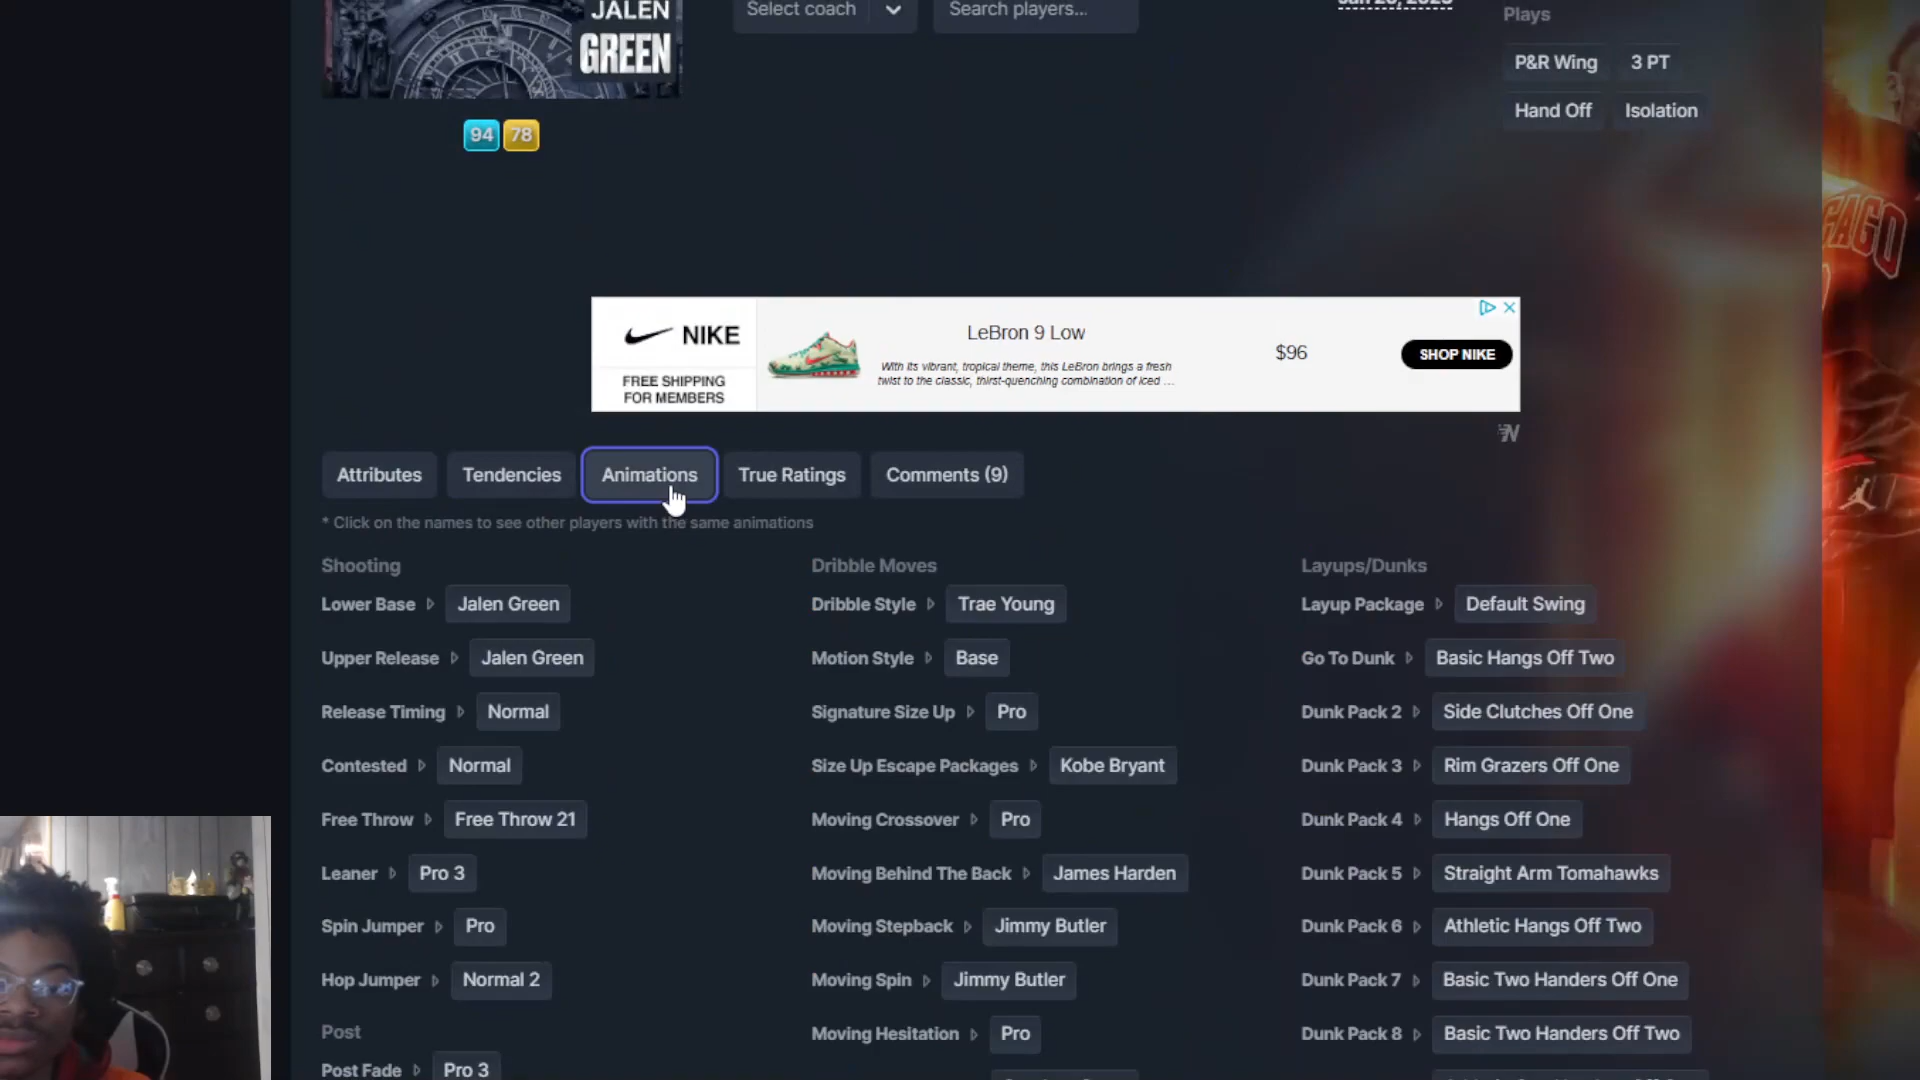 JALEN
GREEN
Select coach
Search players...
Plays
P&R Wing
3 PT
Hand Off
Isolation
94
78
NIKE
FREE SHIPPING
FOR MEMBERS
LeBron 9 Low
With its vibrant, tropical theme, this LeBron brings a fresh
twist to the classic, thirst-quenching combination of iced ...
$96
SHOP NIKE
Attributes
Tendencies
Animations
True Ratings
Comments (9)
* Click on the names to see other players with the same animations
Shooting
Lower Base
Jalen Green
Upper Release
Jalen Green
Release Timing
Normal
Contested
Normal
Free Throw
Free Throw 21
Leaner
Pro 3
Spin Jumper
Pro
Hop Jumper
Normal 2
Post
Post Fade
Pro 3
Dribble Moves
Dribble Style
Trae Young
Motion Style
Base
Signature Size Up
Pro
Size Up Escape Packages
Kobe Bryant
Moving Crossover
Pro
Moving Behind The Back
James Harden
Moving Stepback
Jimmy Butler
Moving Spin
Jimmy Butler
Moving Hesitation
Pro
Layups/Dunks
Layup Package
Default Swing
Go To Dunk
Basic Hangs Off Two
Dunk Pack 2
Side Clutches Off One
Dunk Pack 3
Rim Grazers Off One
Dunk Pack 4
Hangs Off One
Dunk Pack 5
Straight Arm Tomahawks
Dunk Pack 6
Athletic Hangs Off Two
Dunk Pack 7
Basic Two Handers Off One
Dunk Pack 8
Basic Two Handers Off Two